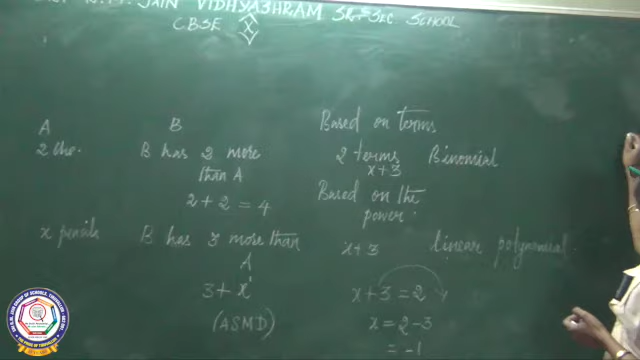 JAIN VIDHYASHRAM SR. SEC. SCHOOL
CBSE
A B
2 cho. B has 2 more
than A
2 + 2 = 4
x pencils B has 3 more than
A
3 + x
(ASMD)
Based on terms
2 terms Binomial
x+3
Based on the
power.
x+3 linear polynomial.
x+3 = 2
x = 2-3
= -1